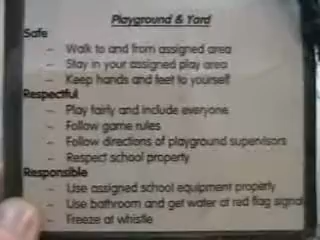 Playground & Yard
Safe
- Walk to and from assigned area
- Stay in your assigned play area
- Keep hands and feet to yourself
Respectful
- Play fairly and include everyone
- Follow game rules
- Follow directions of playground supervisors
- Respect school property
Responsible
- Use assigned school equipment properly
- Use bathroom and get water at red flag signal
- Freeze at whistle